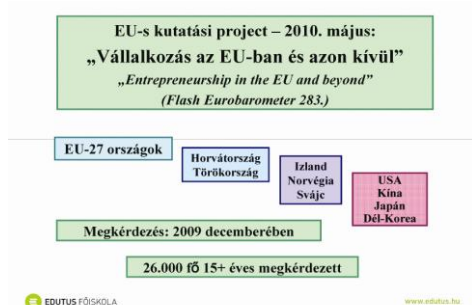 EU-s kutatási project – 2010. május:
„Vállalkozás az EU-ban és azon kívül”
„Entrepreneurship in the EU and beyond”
(Flash Eurobarometer 283.)
EU-27 országok
Horvátország
Törökország
Izland
Norvégia
Svájc
USA
Kína
Japán
Dél-Korea
Megkérdezés: 2009 decemberében
26.000 fő 15+ éves megkérdezett
EDUTUS FŐISKOLA
www.edutus.hu